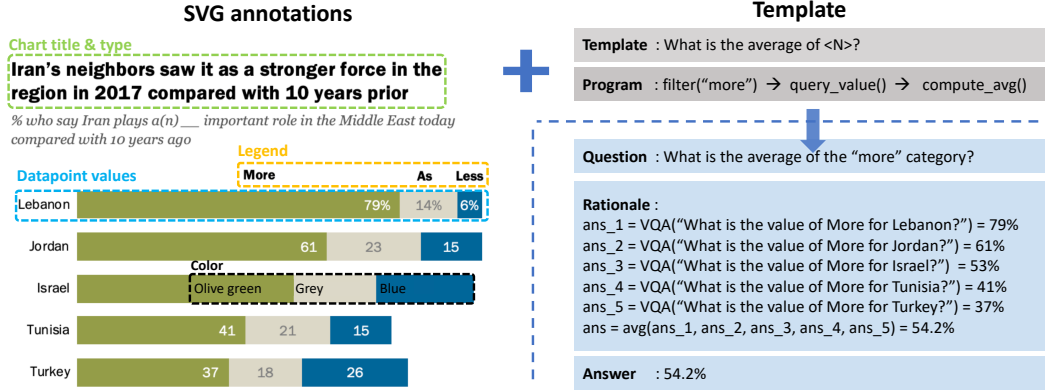 SVG annotations
Chart title & type
Iran's neighbors saw it as a stronger force in the
region in 2017 compared with 10 years prior
% who say Iran plays a(n) __ important role in the Middle East today
compared with 10 years ago
Legend
Datapoint values
More As Less
Lebanon 79% 14% 6%
Jordan 61 23 15
Color
Israel Olive green Grey Blue
Tunisia 41 21 15
Turkey 37 18 26
Template
Template : What is the average of <N>?
Program : filter("more") → query_value() → compute_avg()
Question : What is the average of the "more" category?
Rationale :
ans_1 = VQA("What is the value of More for Lebanon?") = 79%
ans_2 = VQA("What is the value of More for Jordan?") = 61%
ans_3 = VQA("What is the value of More for Israel?") = 53%
ans_4 = VQA("What is the value of More for Tunisia?") = 41%
ans_5 = VQA("What is the value of More for Turkey?") = 37%
ans = avg(ans_1, ans_2, ans_3, ans_4, ans_5) = 54.2%
Answer : 54.2%